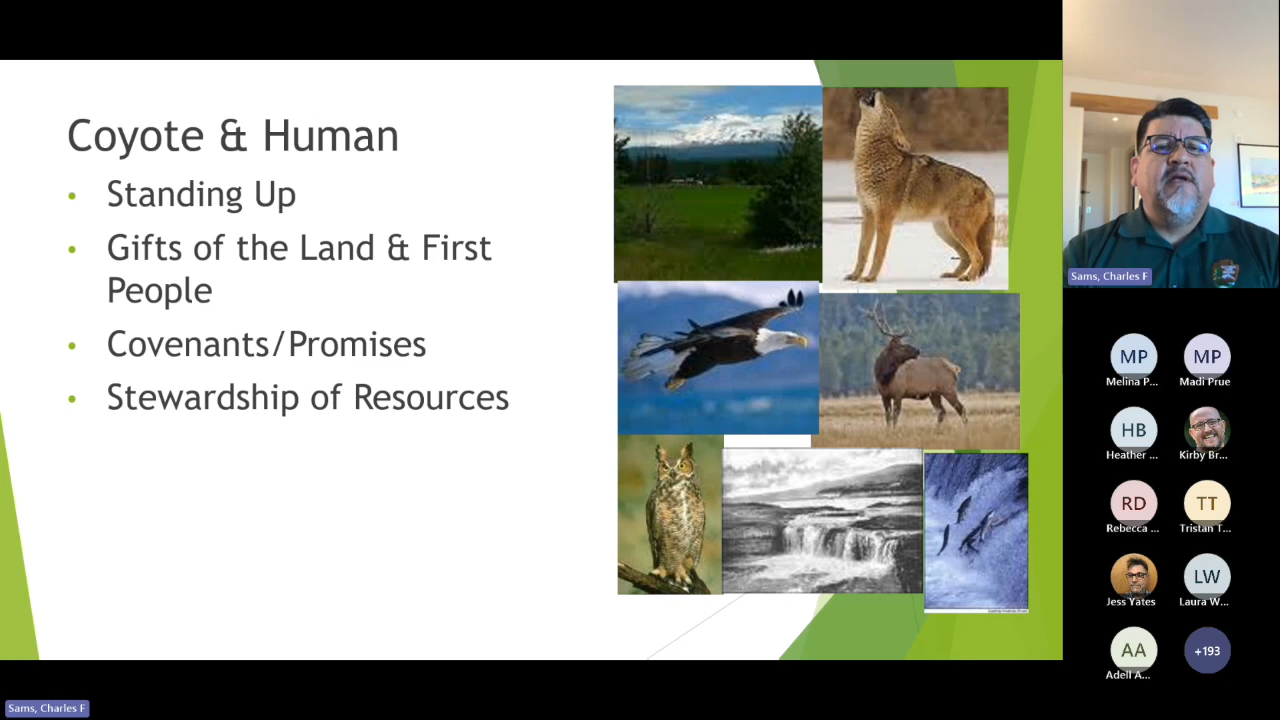 Coyote & Human
• Standing Up
• Gifts of the Land & First
People
• Covenants/Promises
• Stewardship of Resources
Sams, Charles F
MP
MP
Melina P...
Madi Prue
HB
Heather ...
Kirby Br...
RD
TT
Rebecca ...
Tristan T...
LW
Jess Yates
Laura W...
AA
+193
Adell A...
Sams, Charles F